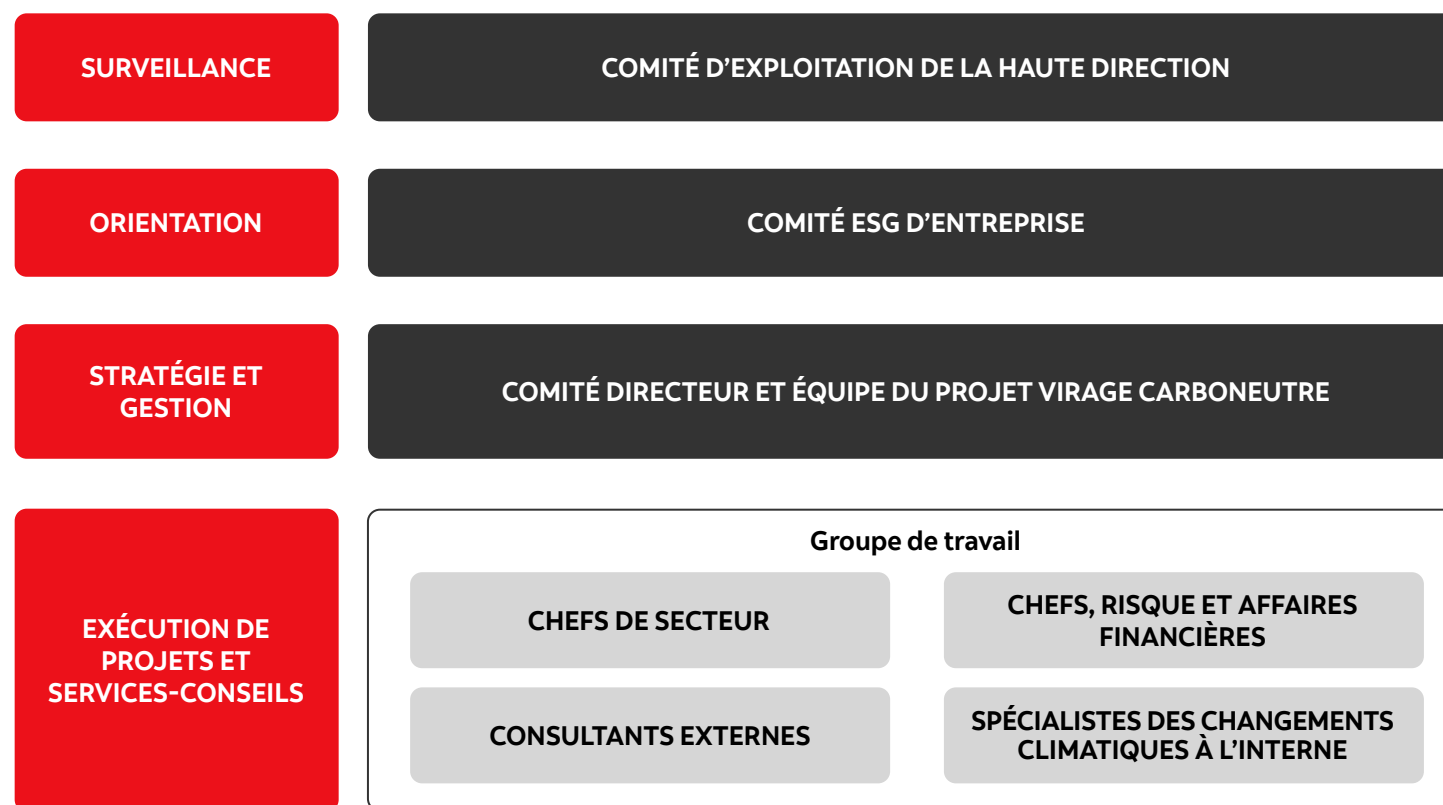 SURVEILLANCE
COMITÉ D’EXPLOITATION DE LA HAUTE DIRECTION
ORIENTATION
COMITÉ ESG D’ENTREPRISE
STRATÉGIE ET
GESTION
COMITÉ DIRECTEUR ET ÉQUIPE DU PROJET VIRAGE CARBONEUTRE
EXÉCUTION DE
PROJETS ET
SERVICES-CONSEILS
Groupe de travail
CHEFS DE SECTEUR
CHEFS, RISQUE ET AFFAIRES
FINANCIÈRES
CONSULTANTS EXTERNES
SPÉCIALISTES DES CHANGEMENTS
CLIMATIQUES À L’INTERNE